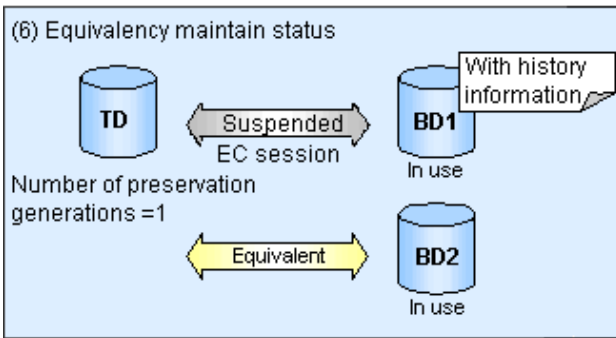 (6) Equivalency maintain status
With history
information
TD
Suspended
BD1
EC session
In use
Number of preservation
generations =1
Equivalent
BD2
In use